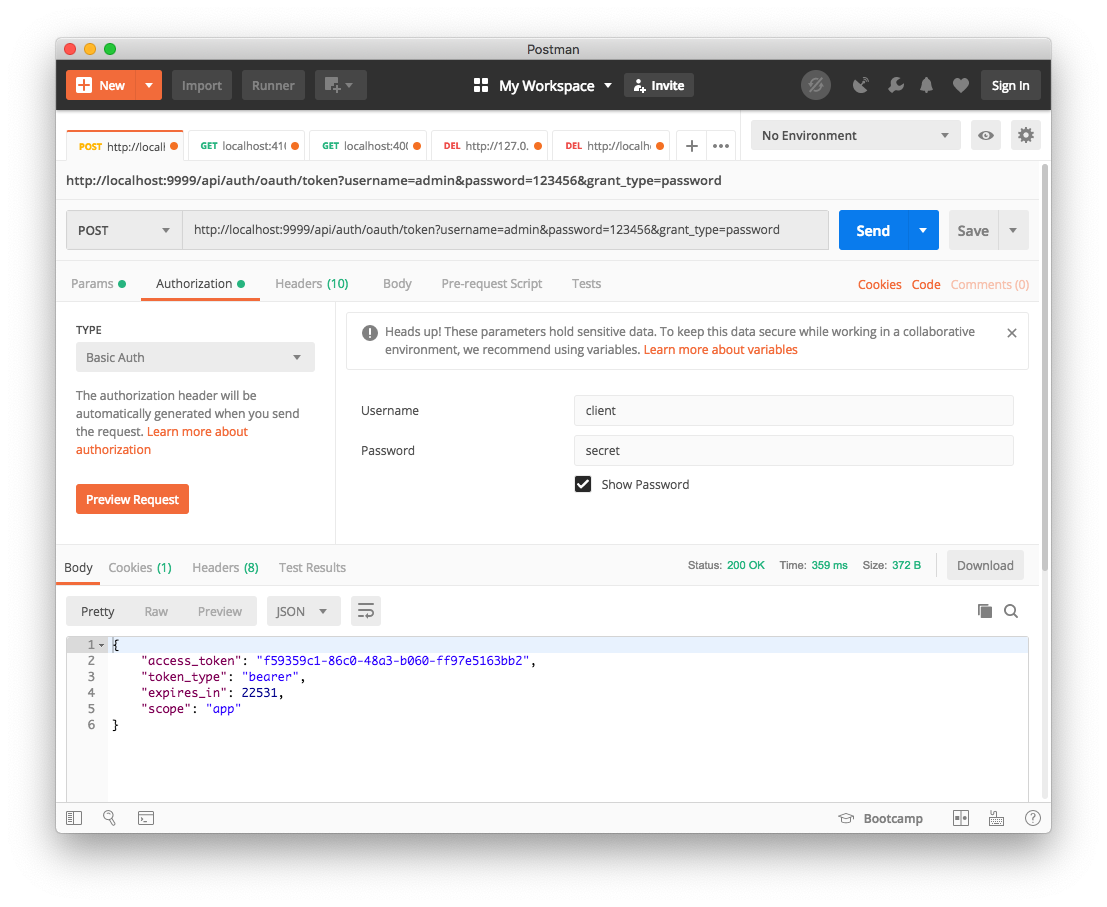 Postman
New
Import
Runner
My Workspace
Invite
Sign In
POST http://locall
GET localhost:410
GET localhost:400
DEL http://127.0.
DEL http://localh
No Environment
http://localhost:9999/api/auth/oauth/token?username=admin&password=123456&grant_type=password
POST
http://localhost:9999/api/auth/oauth/token?username=admin&password=123456&grant_type=password
Send
Save
Params
Authorization
Headers (10)
Body
Pre-request Script
Tests
Cookies
Code
Comments (0)
TYPE
Basic Auth
The authorization header will be
automatically generated when you send
the request. Learn more about
authorization
Preview Request
Heads up! These parameters hold sensitive data. To keep this data secure while working in a collaborative
environment, we recommend using variables. Learn more about variables
Username
client
Password
secret
Show Password
Body
Cookies (1)
Headers (8)
Test Results
Status: 200 OK
Time: 359 ms
Size: 372 B
Download
Pretty
Raw
Preview
JSON
1 {
2 "access_token": "f59359c1-86c0-48a3-b060-ff97e5163bb2",
3 "token_type": "bearer",
4 "expires_in": 22531,
5 "scope": "app"
6 }
Bootcamp